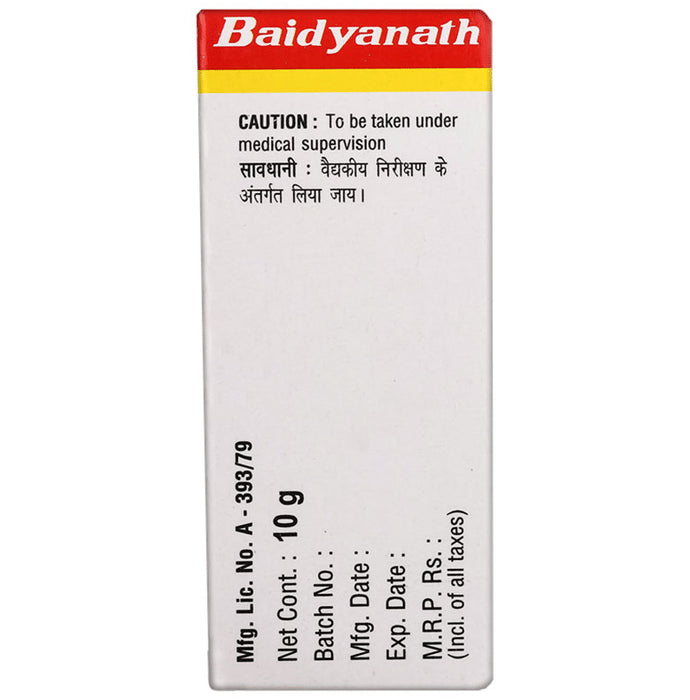 Baidyanath
CAUTION : To be taken under
medical supervision
सावधानी : वैद्यकीय निरीक्षण के
अंतर्गत लिया जाय।
Mfg. Lic. No. A - 393/79
Net Cont. : 10 g
Batch No. :
Mfg. Date :
Exp. Date :
M.R.P. Rs. :
(Incl. of all taxes)